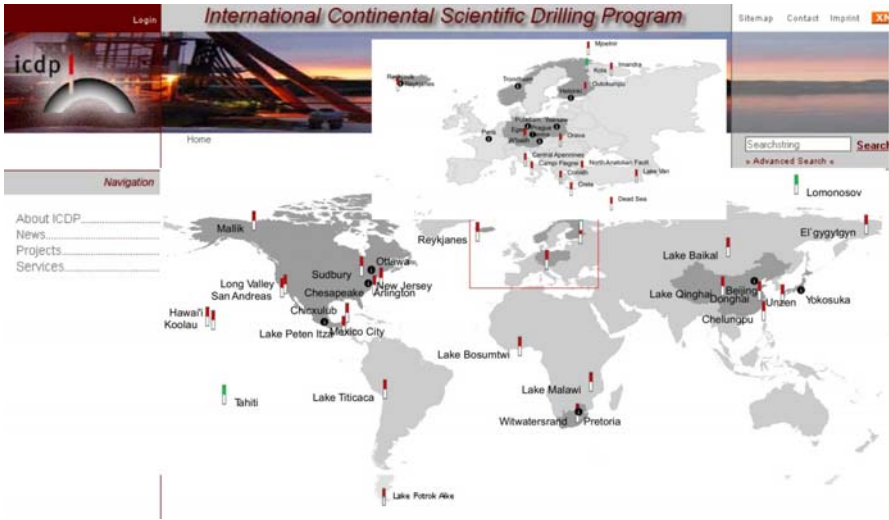 Login
International Continental Scientific Drilling Program
Sitemap Contact Imprint
icdp
Home
Searchstring Search
» Advanced Search «
Navigation
About ICDP
News
Projects
Services
Mjoelnir
Kola
Imandra
Outokumpu
Trondheim
Helsinki
Reykjavik
Reykjanes
Potsdam
Warsaw
Prague
Paris
Orava
Central Apennines
Campi Flegrei
North Anatolian Fault
Corinth
Lake Van
Crete
Dead Sea
Lomonosov
Mallik
Reykjanes
El'gygytgyn
Lake Baikal
Ottawa
Sudbury
New Jersey
Long Valley
Chesapeake
Arlington
San Andreas
Lake Qinghai
Beijing
Donghai
Unzen
Yokosuka
Chelungpu
Hawai'i
Koolau
Chicxulub
Lake Peten Itza
Mexico City
Lake Bosumtwi
Tahiti
Lake Titicaca
Lake Malawi
Witwatersrand
Pretoria
Lake Potrok Aike